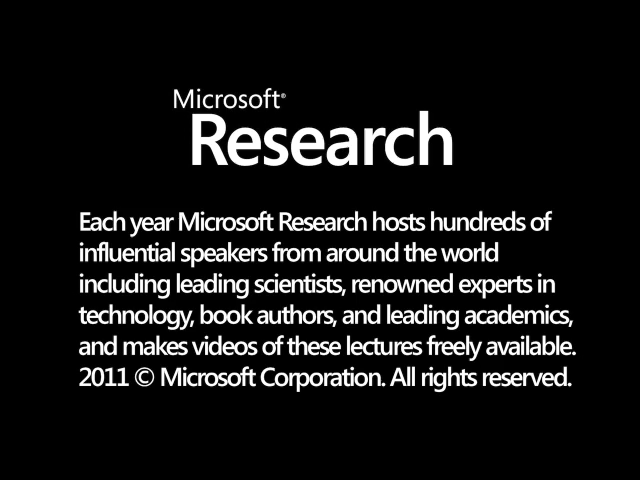 Microsoft®
Research
Each year Microsoft Research hosts hundreds of
influential speakers from around the world
including leading scientists, renowned experts in
technology, book authors, and leading academics,
and makes videos of these lectures freely available.
2011 © Microsoft Corporation. All rights reserved.